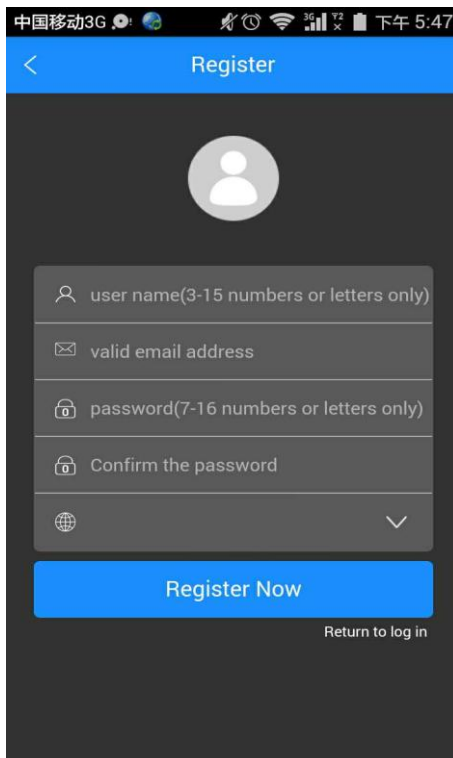 中国移动3G 下午 5:47
Register
user name(3-15 numbers or letters only)
valid email address
password(7-16 numbers or letters only)
Confirm the password
Register Now
Return to log in